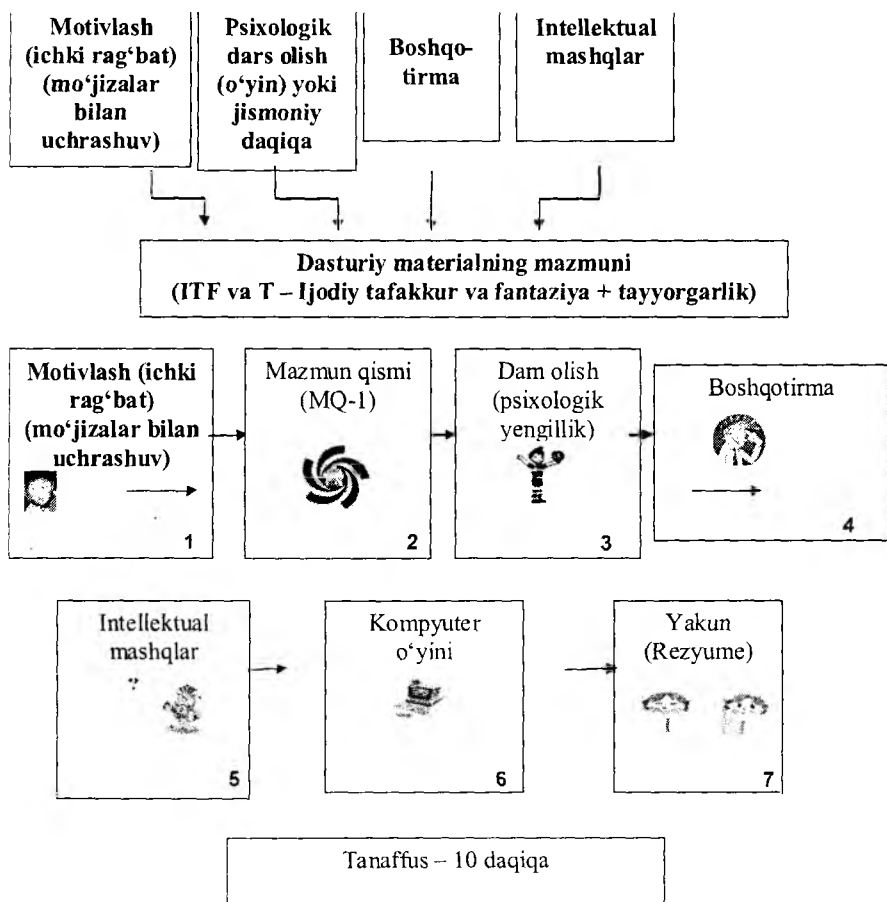 Motivlash
(ichki rag‘bat)
(mo‘jizalar
bilan
uchrashuv)
Psixologik
dars olish
(o‘yin) yoki
jismoniy
daqiqa
Boshqo-
tirma
Intellektual
mashqlar
Dasturiy materialning mazmuni
(ITF va T – Ijodiy tafakkur va fantaziya + tayyorgarlik)
Motivlash (ichki
rag‘bat)
(mo‘jizalar bilan
uchrashuv)
1
Mazmun qismi
(MQ-1)
2
Dam olish
(psixologik
yengillik)
3
Boshqotirma
4
Intellektual
mashqlar
?
5
Kompyuter
o‘yini
6
Yakun
(Rezyume)
7
Tanaffus – 10 daqiqa